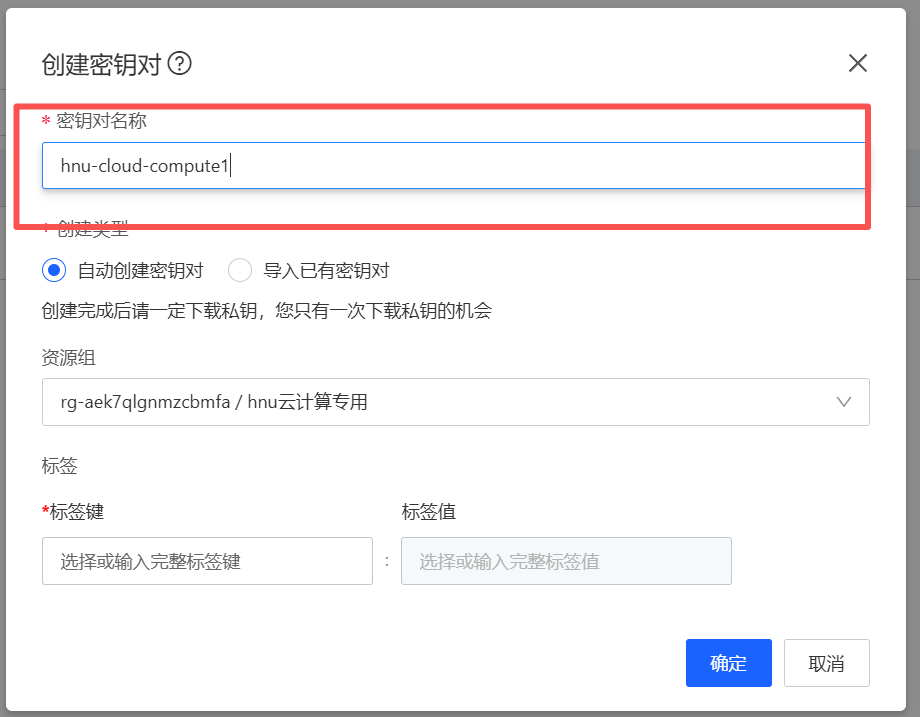 创建密钥对 ?
* 密钥对名称
hnu-cloud-compute1
* 创建类型
自动创建密钥对 导入已有密钥对
创建完成后请一定下载私钥，您只有一次下载私钥的机会
资源组
rg-aek7qlgnmzcbmfa / hnu云计算专用
标签
*标签键 标签值
选择或输入完整标签键 : 选择或输入完整标签值
确定 取消